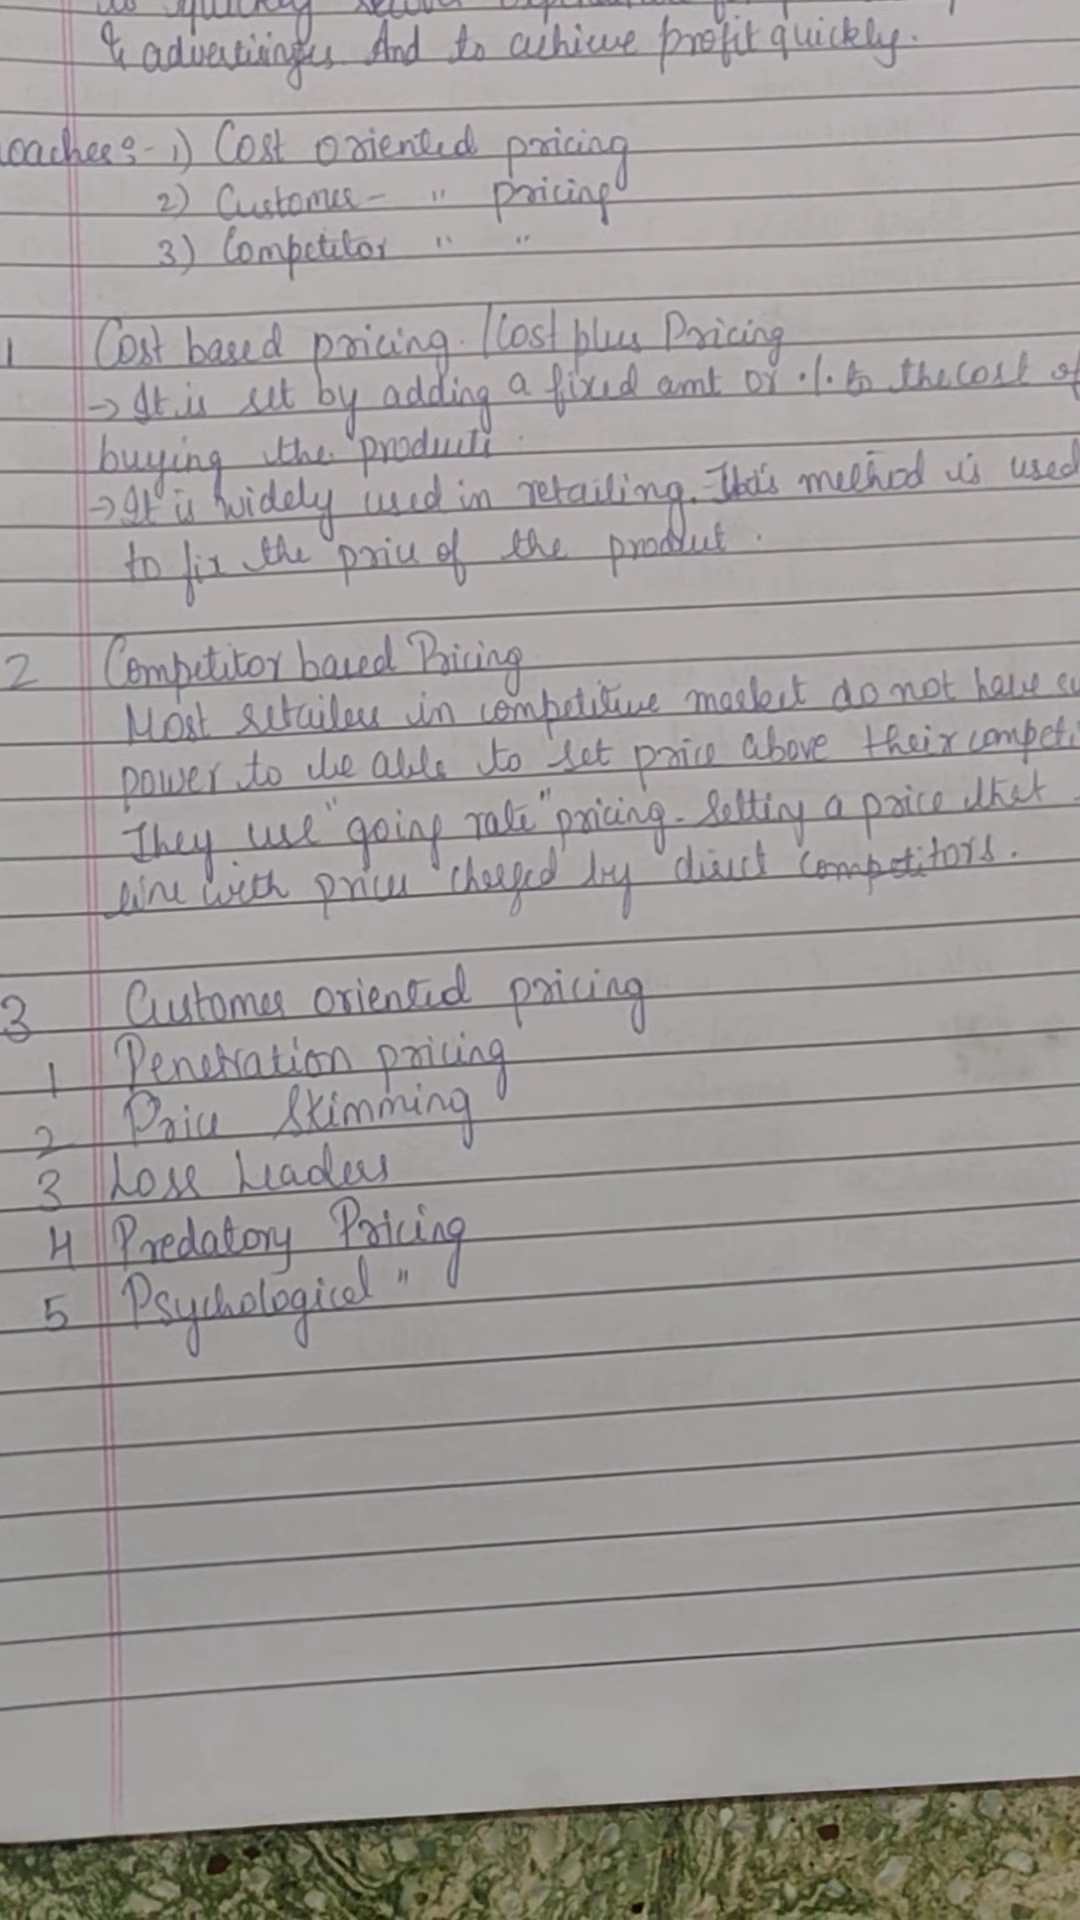 & advertisinges. And to achieve profit quickly.
oaches:- 1) Cost oriented pricing
2) Customer - " pricing
3) Competitor " "
1 Cost based pricing. / Cost plus Pricing
→ It is set by adding a fixed amt or % to the cost of
buying the products.
→ It is widely used in retailing. This method is used
to fix the price of the product.
2 Competitor based Pricing
Most retailers in competitive market do not have su
power to be able to set price above their competi
They use "going rate" pricing - Setting a price that
line with prices charged by direct competitors.
3 Customer oriented pricing
1 Penetration pricing
2 Price Skimming
3 Loss Leaders
4 Predatory Pricing
5 Psychological "